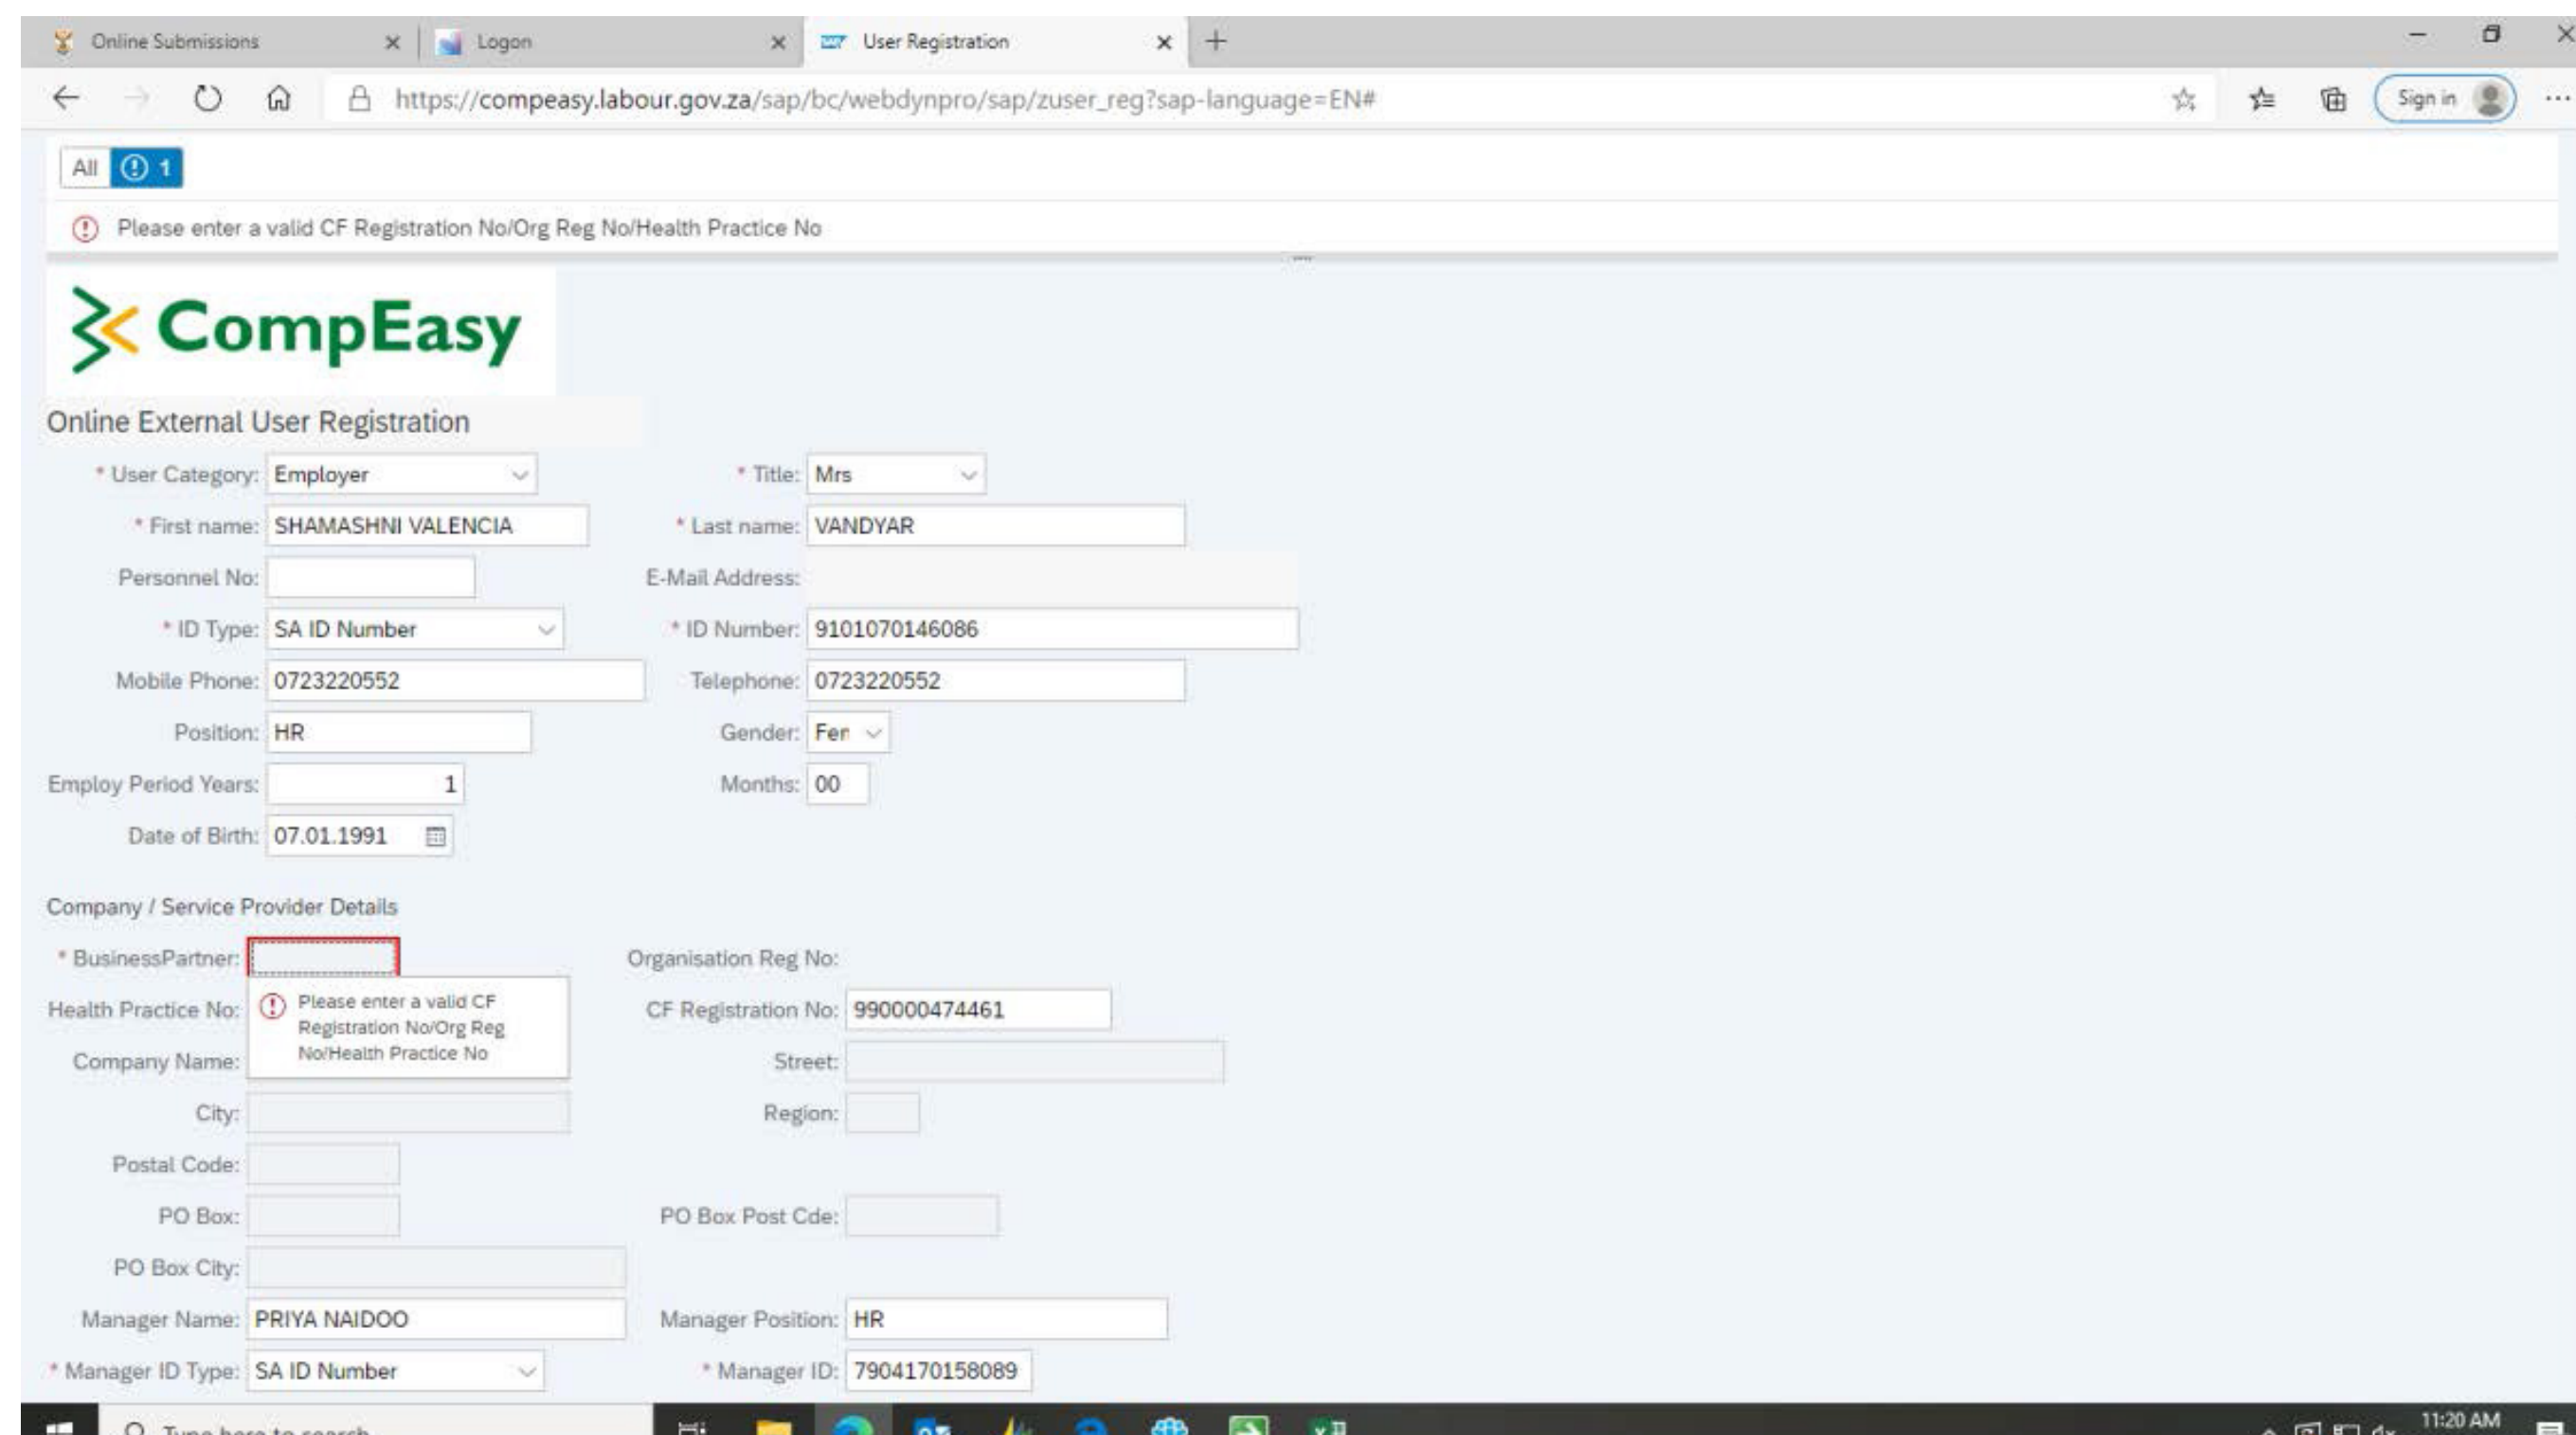 Online Submissions Logon User Registration
https://compeasy.labour.gov.za/sap/bc/webdynpro/sap/zuser_reg?sap-language=EN# Sign in
All 1
Please enter a valid CF Registration No/Org Reg No/Health Practice No
CompEasy
Online External User Registration
* User Category: Employer * Title: Mrs
* First name: SHAMASHNI VALENCIA * Last name: VANDYAR
Personnel No: E-Mail Address:
* ID Type: SA ID Number * ID Number: 9101070146086
Mobile Phone: 0723220552 Telephone: 0723220552
Position: HR Gender: Fem
Employ Period Years: 1 Months: 00
Date of Birth: 07.01.1991
Company / Service Provider Details
* BusinessPartner: Organisation Reg No:
Health Practice No: Please enter a valid CF CF Registration No: 990000474461
Registration No/Org Reg
No/Health Practice No
Company Name: Street:
City: Region:
Postal Code:
PO Box: PO Box Post Cde:
PO Box City:
Manager Name: PRIYA NAIDOO Manager Position: HR
* Manager ID Type: SA ID Number * Manager ID: 7904170158089
Type here to search 11:20 AM